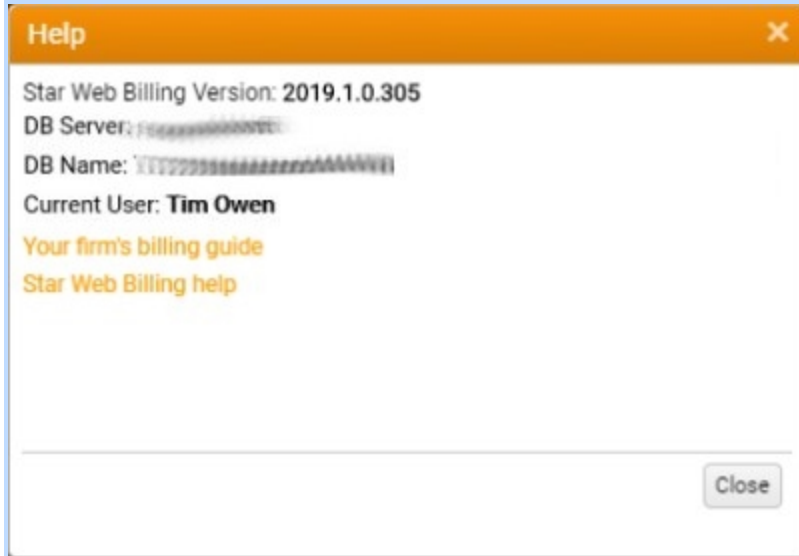 Help
Star Web Billing Version: 2019.1.0.305
DB Server:
DB Name:
Current User: Tim Owen
Your firm's billing guide
Star Web Billing help
Close